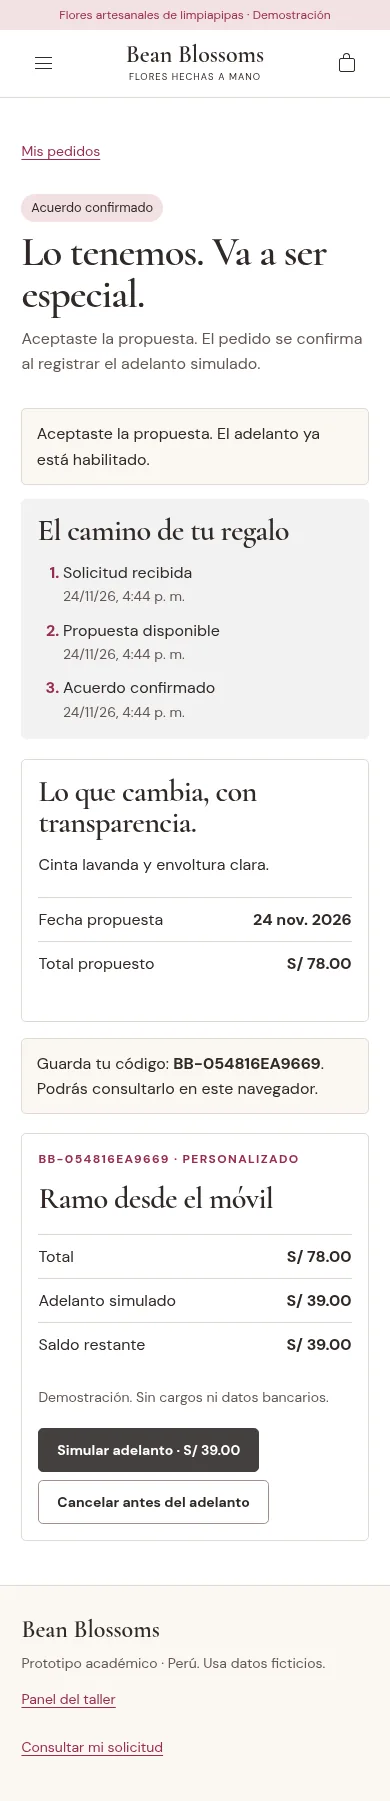 Flores artesanales de limpiapipas · Demostración
Bean Blossoms
FLORES HECHAS A MANO
Mis pedidos
Acuerdo confirmado
Lo tenemos. Va a ser
especial.
Aceptaste la propuesta. El pedido se confirma
al registrar el adelanto simulado.
Aceptaste la propuesta. El adelanto ya
está habilitado.
El camino de tu regalo
1. Solicitud recibida
24/11/26, 4:44 p. m.
2. Propuesta disponible
24/11/26, 4:44 p. m.
3. Acuerdo confirmado
24/11/26, 4:44 p. m.
Lo que cambia, con
transparencia.
Cinta lavanda y envoltura clara.
Fecha propuesta 24 nov. 2026
Total propuesto S/ 78.00
Guarda tu código: BB-054816EA9669.
Podrás consultarlo en este navegador.
BB-054816EA9669 · PERSONALIZADO
Ramo desde el móvil
Total S/ 78.00
Adelanto simulado S/ 39.00
Saldo restante S/ 39.00
Demostración. Sin cargos ni datos bancarios.
Simular adelanto · S/ 39.00
Cancelar antes del adelanto
Bean Blossoms
Prototipo académico · Perú. Usa datos ficticios.
Panel del taller
Consultar mi solicitud